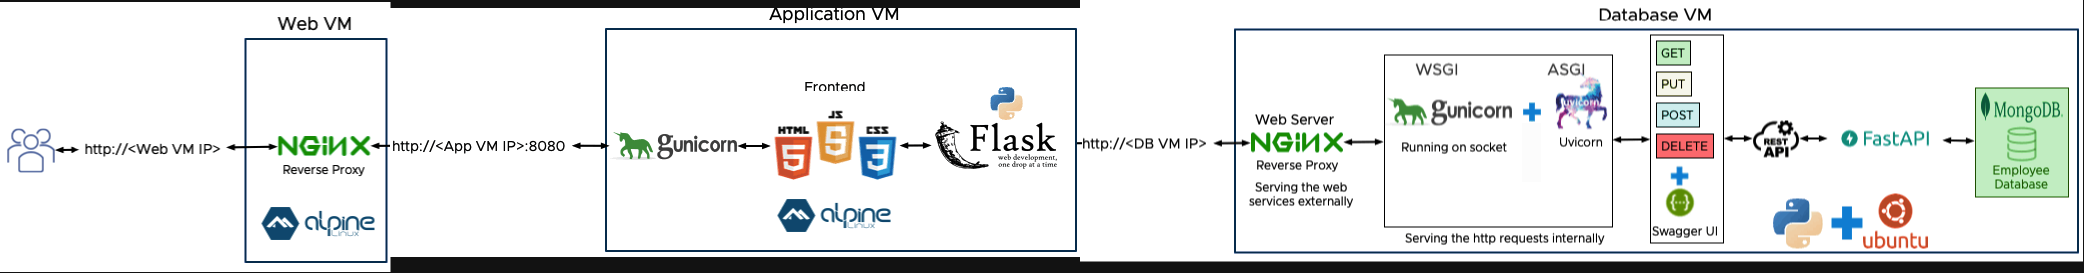 Web VM
http://<Web VM IP>
NGINX
Reverse Proxy
alpine
LINUX
http://<App VM IP>:8080
Application VM
Frontend
gunicorn
HTML
5
JS
5
CSS
3
Flask
web development,
one drop at a time
alpine
LINUX
http://<DB VM IP>
Database VM
Web Server
NGINX
Reverse Proxy
Serving the web
services externally
WSGI
ASGI
gunicorn
uvicorn
Running on socket
Uvicorn
Serving the http requests internally
GET
PUT
POST
DELETE
Swagger UI
REST
API
FastAPI
MongoDB.
Employee
Database
ubuntu